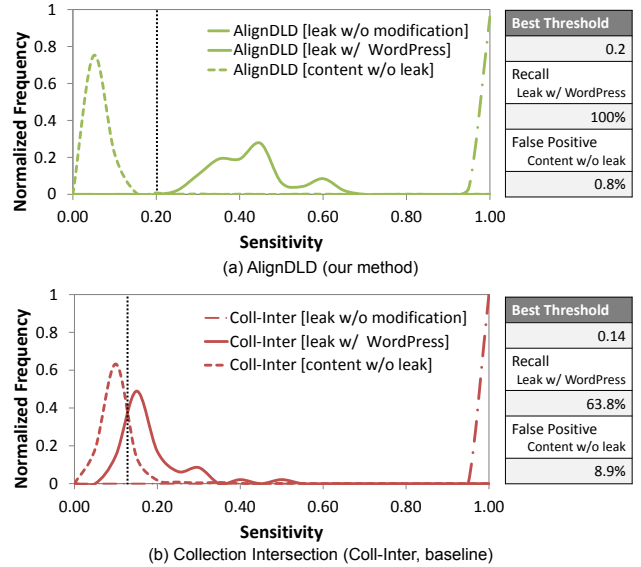 1
0.8
0.6
0.4
0.2
0
Normalized Frequency
AlignDLD [leak w/o modification]
AlignDLD [leak w/ WordPress]
AlignDLD [content w/o leak]
0.00 0.20 0.40 0.60 0.80 1.00
Sensitivity
(a) AlignDLD (our method)
Best Threshold
0.2
Recall
Leak w/ WordPress
100%
False Positive
Content w/o leak
0.8%
1
0.8
0.6
0.4
0.2
0
Normalized Frequency
Coll-Inter [leak w/o modification]
Coll-Inter [leak w/ WordPress]
Coll-Inter [content w/o leak]
0.00 0.20 0.40 0.60 0.80 1.00
Sensitivity
(b) Collection Intersection (Coll-Inter, baseline)
Best Threshold
0.14
Recall
Leak w/ WordPress
63.8%
False Positive
Content w/o leak
8.9%